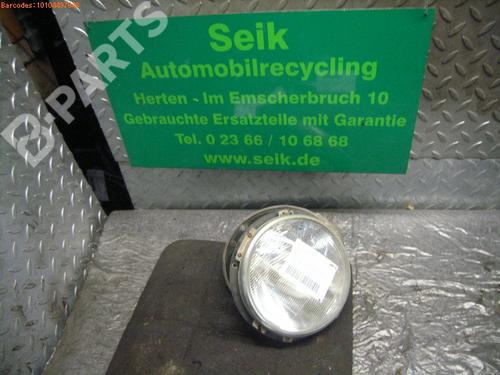 Barcodes: 10108497048
B-PARTS
Seik
Automobilrecycling
Herten - Im Emscherbruch 10
Gebrauchte Ersatzteile mit Garantie
Tel. 0 23 66 / 10 68 68
www.seik.de